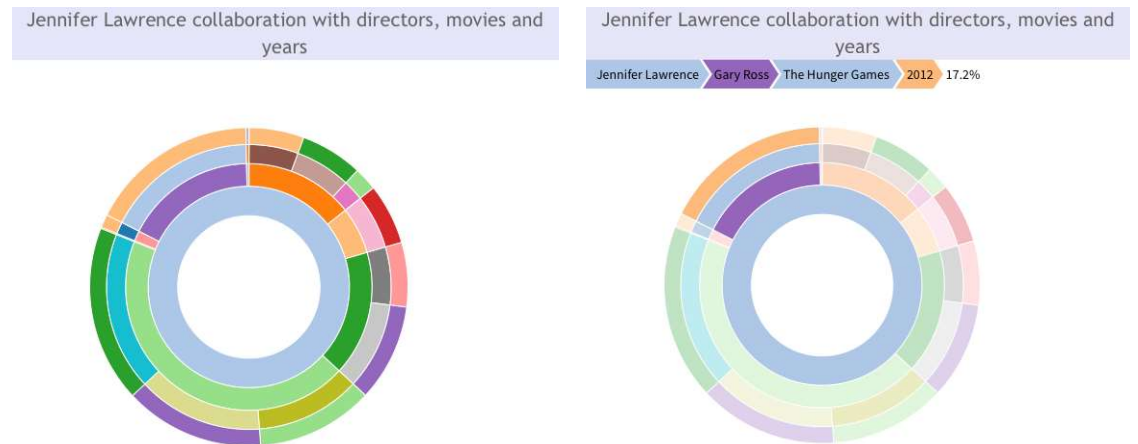 Jennifer Lawrence collaboration with directors, movies and
years
Jennifer Lawrence collaboration with directors, movies and
years
Jennifer Lawrence Gary Ross The Hunger Games 2012 17.2%